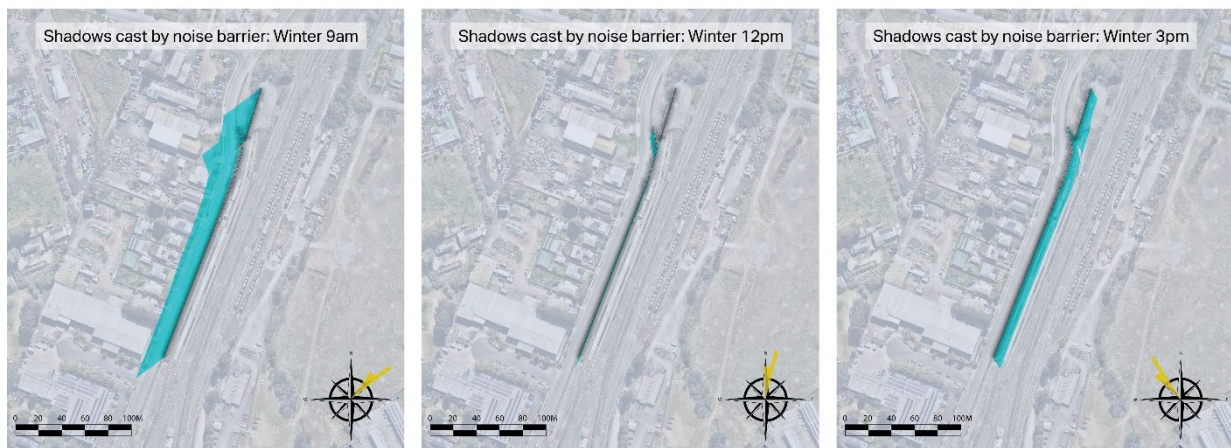 Shadows cast by noise barrier: Winter 9am
Shadows cast by noise barrier: Winter 12pm
Shadows cast by noise barrier: Winter 3pm
N
W
0 20 40 60 80 100M
N
W
0 20 40 60 80 100M
N
W
0 20 40 60 80 100M